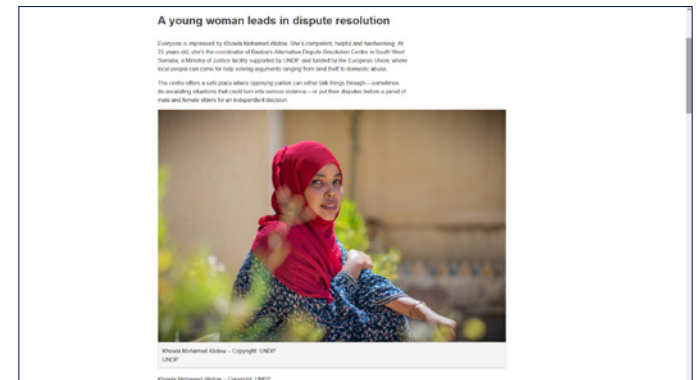 A young woman leads in dispute resolution
Everyone is impressed by Khowla Mohamed Abdow. She's competent, helpful and hardworking. At
25 years old, she's the coordinator of Baidoa's Alternative Dispute Resolution Centre in South West
Somalia, a Ministry of Justice facility supported by UNDP, and funded by the European Union, where
local people can come for help solving arguments ranging from land theft to domestic abuse.
The centre offers a safe place where opposing parties can either talk things through—sometimes
de-escalating situations that could turn into serious violence—or put their disputes before a panel of
male and female elders for an independent decision.
Khowla Mohamed Abdow – Copyright: UNDP
UNDP
Khowla Mohamed Abdow – Copyright: UNDP